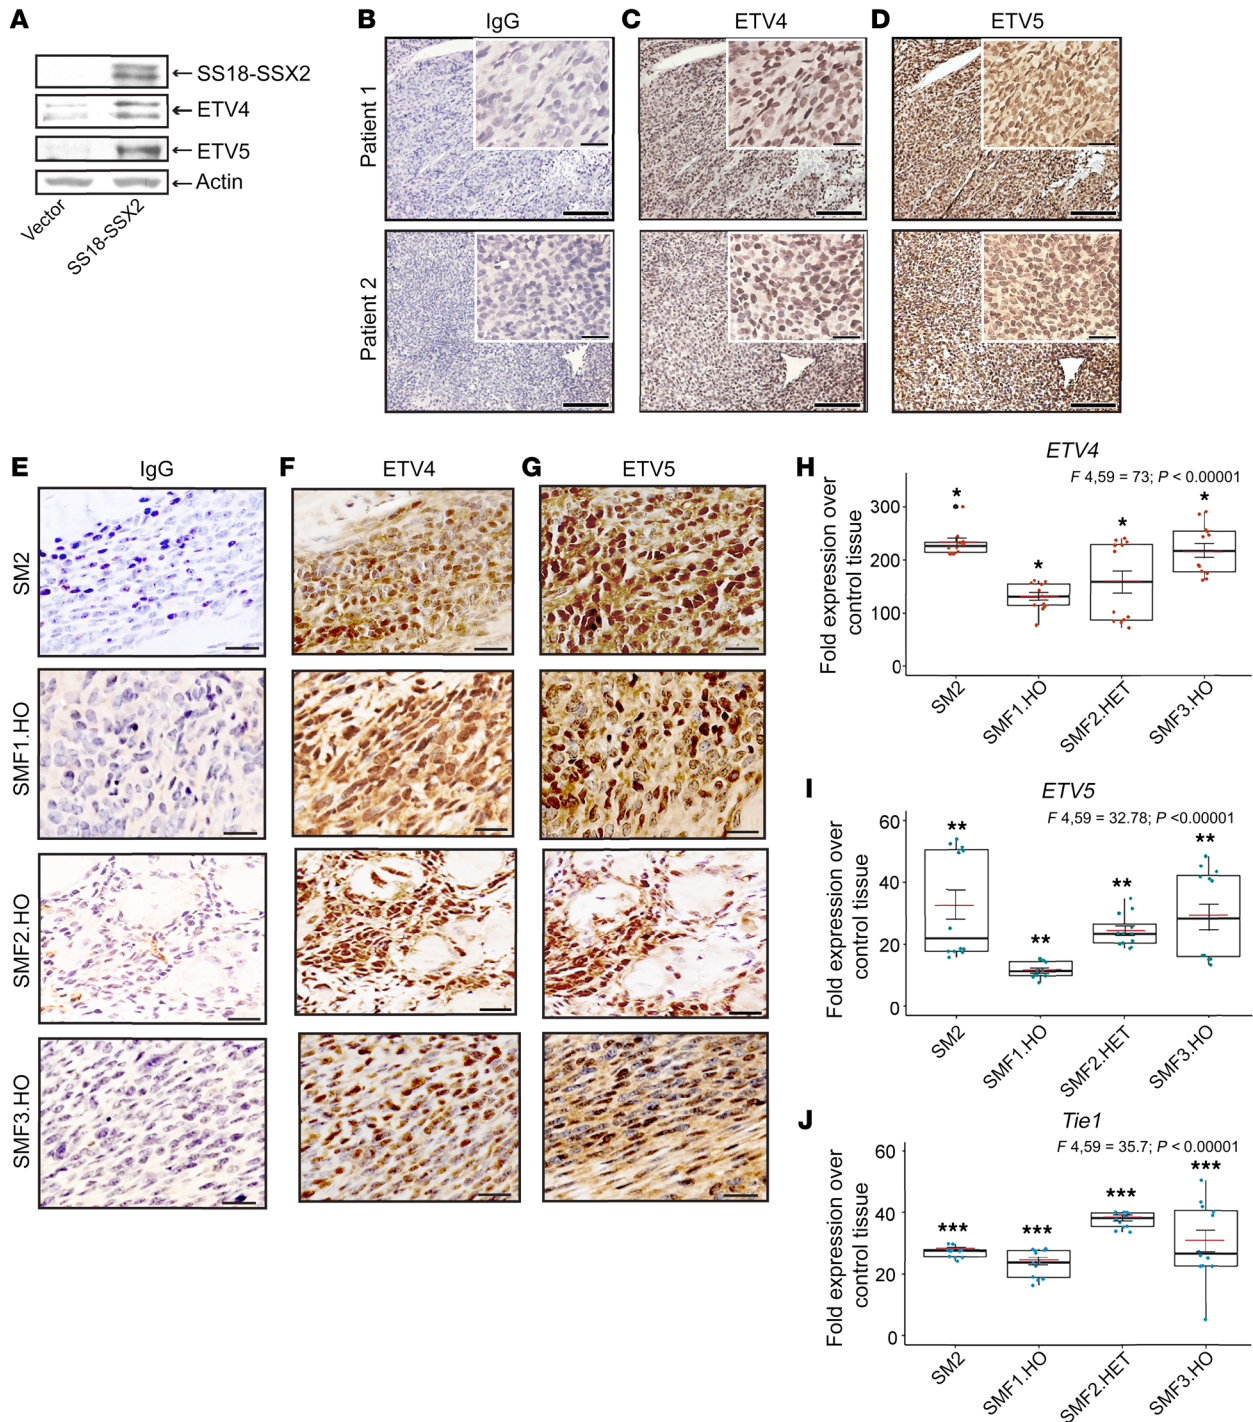 A
SS18-SSX2
ETV4
ETV5
Actin
Vector
SS18-SSX2
B
IgG
C
ETV4
D
ETV5
Patient 1
Patient 2
E
IgG
F
ETV4
G
ETV5
SM2
SMF1.HO
SMF2.HO
SMF3.HO
H
ETV4
F 4,59 = 73; P < 0.00001
Fold expression over
control tissue
300
200
100
0
*
*
*
*
SM2
SMF1.HO
SMF2.HET
SMF3.HO
I
ETV5
F 4,59 = 32.78; P <0.00001
Fold expression over
control tissue
60
40
20
0
**
**
**
**
SM2
SMF1.HO
SMF2.HET
SMF3.HO
J
Tie1
F 4,59 = 35.7; P < 0.00001
Fold expression over
control tissue
60
40
20
0
***
***
***
***
SM2
SMF1.HO
SMF2.HET
SMF3.HO